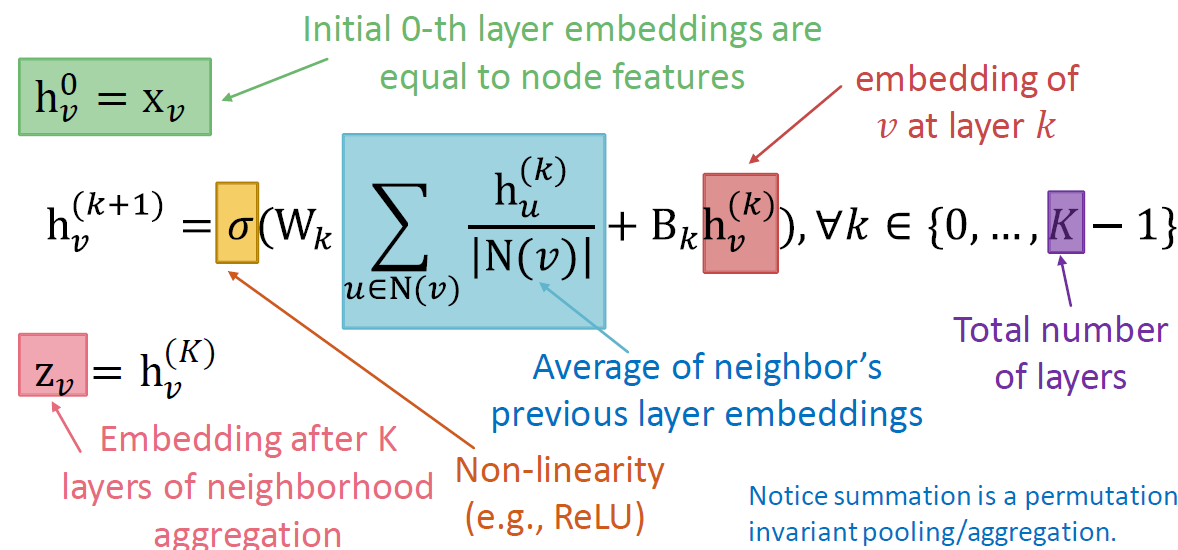 Initial 0-th layer embeddings are
equal to node features
h_v^0 = x_v
embedding of
v at layer k
h_v^{(k+1)} = σ(W_k ∑_{u∈N(v)} h_u^{(k)} / |N(v)| + B_k h_v^{(k)}), ∀k ∈ {0, …, K − 1}
Total number
of layers
z_v = h_v^{(K)}
Average of neighbor’s
previous layer embeddings
Embedding after K
layers of neighborhood
aggregation
Non-linearity
(e.g., ReLU)
Notice summation is a permutation
invariant pooling/aggregation.